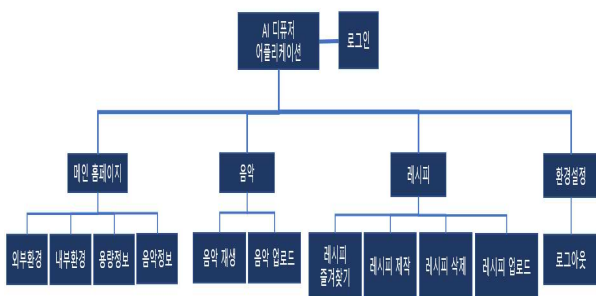 AI 디퓨저
어플리케이션
로그인
메인 홈페이지
음악
레시피
환경설정
외부환경
내부환경
용량정보
음악정보
음악 재생
음악 업로드
레시피
즐겨찾기
레시피 제작
레시피 삭제
레시피 업로드
로그아웃